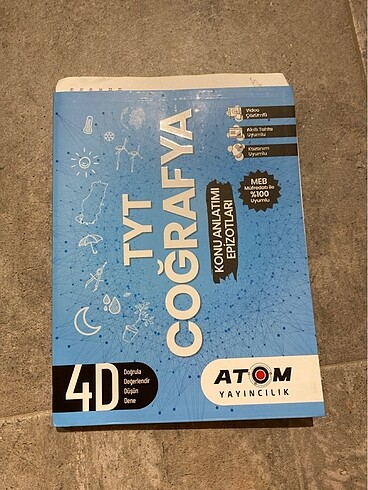 Video
Çözümlü
Akıllı Tahta
Uyumlu
Kazanım
Uyumlu
MEB
Müfredatı ile
%100
Uyumlu
TYT
COĞRAFYA
KONU ANLATIMI
EPİZOTLARI
4D
Doğrula
Değerlendir
Düşün
Dene
ATOM
YAYINCILIK